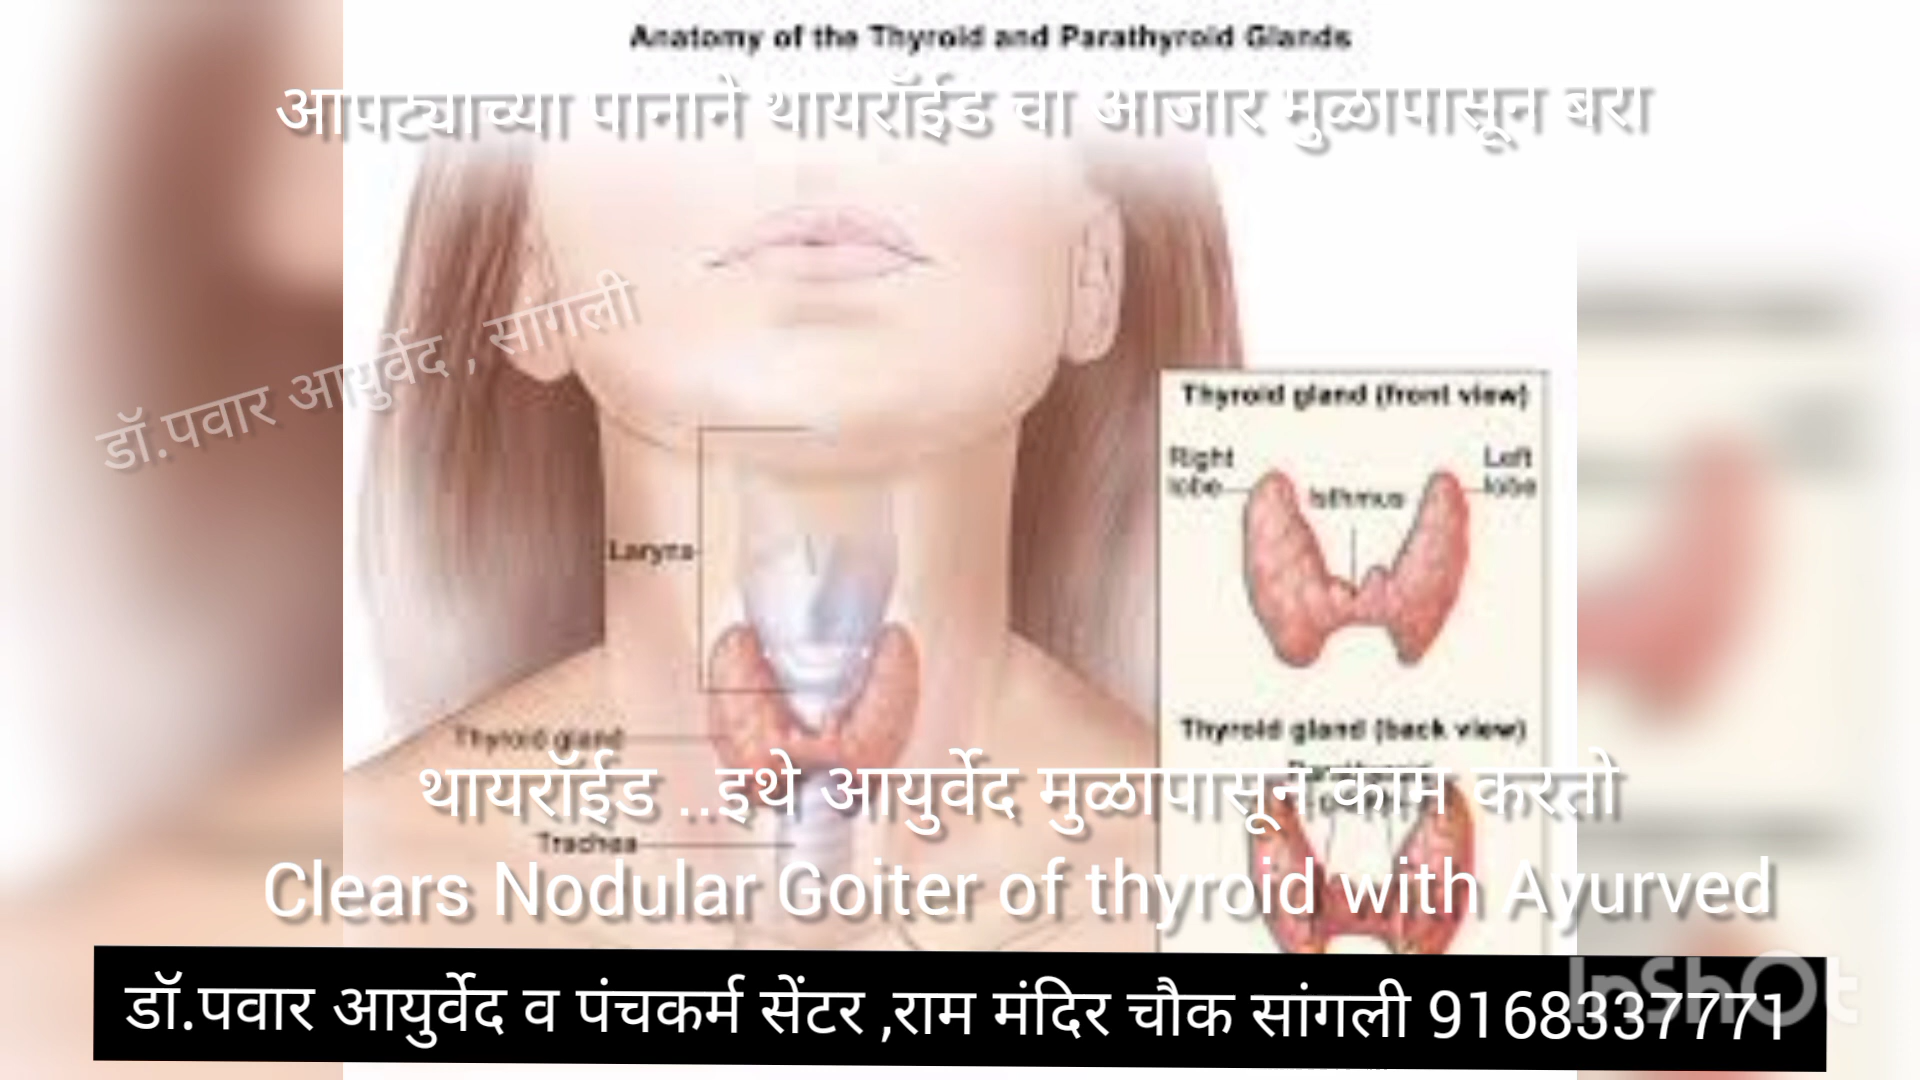 Anatomy of the Thyroid and Parathyroid Glands
आपट्याच्या पानाने थायरॉईड चा आजार मुळापासून बरा
डॉ.पवार आयुर्वेद , सांगली
Thyroid gland (front view)
Right lobe
Isthmus
Left lobe
Larynx
Thyroid gland
Thyroid gland (back view)
थायरॉईड ..इथे आयुर्वेद मुळापासून काम करतो
Trachea
Clears Nodular Goiter of thyroid with Ayurved
डॉ.पवार आयुर्वेद व पंचकर्म सेंटर ,राम मंदिर चौक सांगली 9168337771
InShOt